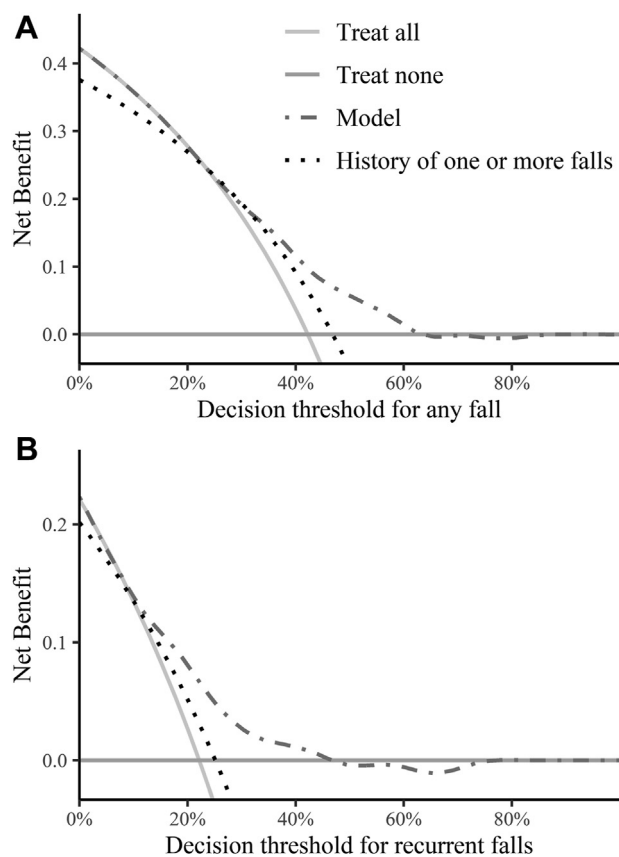 A
Treat all
Treat none
Model
History of one or more falls
Net Benefit
0.4
0.3
0.2
0.1
0.0
0% 20% 40% 60% 80%
Decision threshold for any fall
B
Net Benefit
0.2
0.1
0.0
0% 20% 40% 60% 80%
Decision threshold for recurrent falls